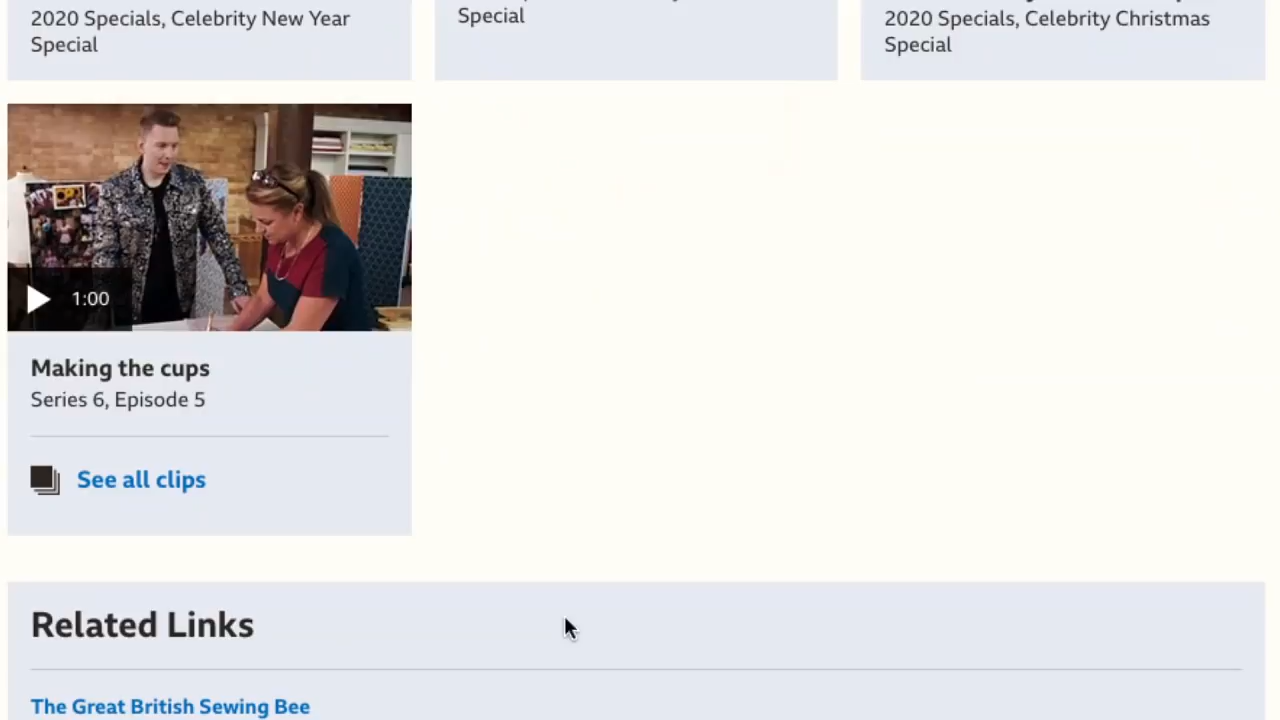 2020 Specials, Celebrity New Year
Special
Special
2020 Specials, Celebrity Christmas
Special
1:00
Making the cups
Series 6, Episode 5
See all clips
Related Links
The Great British Sewing Bee